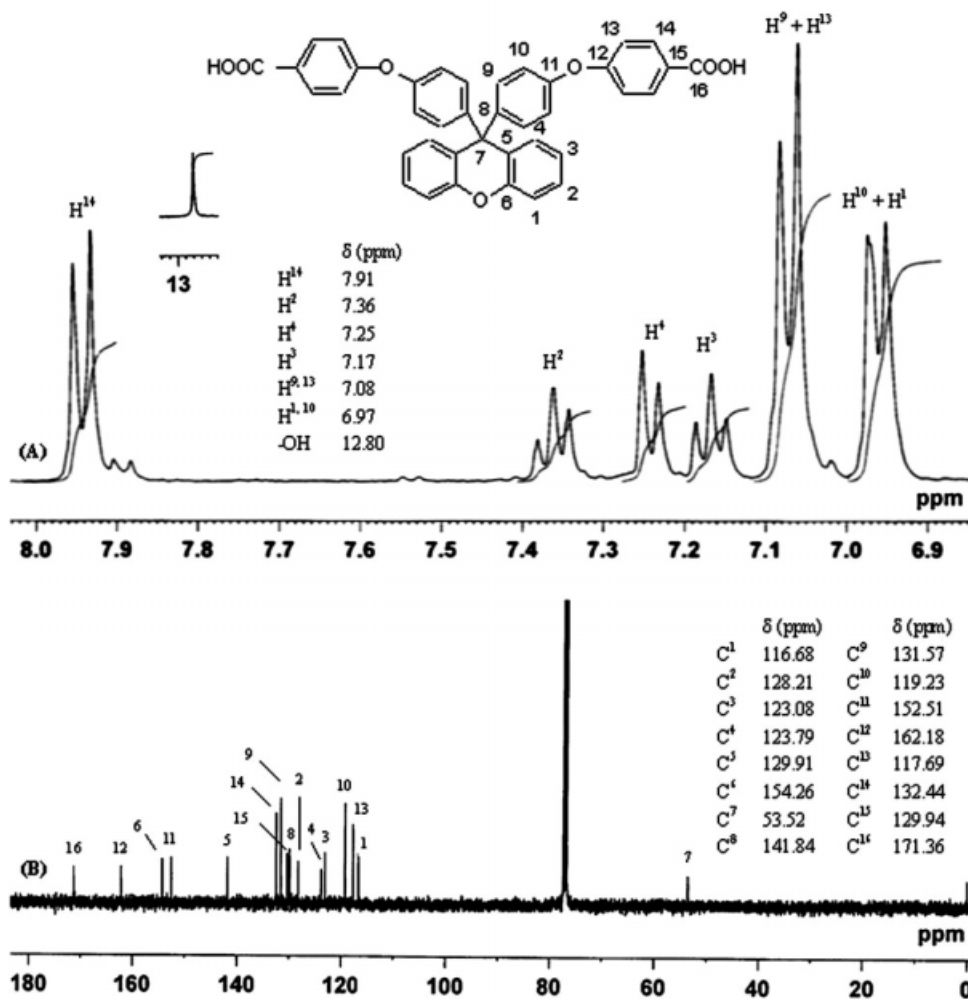 H⁹ + H¹³
13 14
10 12 15
HOOC O 11 O COOH
9 16
8 4
5
7 3
6 2
O 1
H¹⁴
13
H¹⁰ + H¹
δ (ppm)
H¹⁴ 7.91
H² 7.36
H⁴ 7.25
H³ 7.17
H⁹, ¹³ 7.08
H¹, ¹⁰ 6.97
-OH 12.80
H² H⁴ H³
(A)
ppm
8.0 7.9 7.8 7.7 7.6 7.5 7.4 7.3 7.2 7.1 7.0 6.9
δ (ppm) δ (ppm)
C¹ 116.68 C⁹ 131.57
C² 128.21 C¹⁰ 119.23
C³ 123.08 C¹¹ 152.51
C⁴ 123.79 C¹² 162.18
C⁵ 129.91 C¹³ 117.69
C⁶ 154.26 C¹⁴ 132.44
C⁷ 53.52 C¹⁵ 129.94
C⁸ 141.84 C¹⁶ 171.36
16 12 6 11 5 14 9 15 8 2 4 3 10 13 1 7
(B)
ppm
180 160 140 120 100 80 60 40 20 0